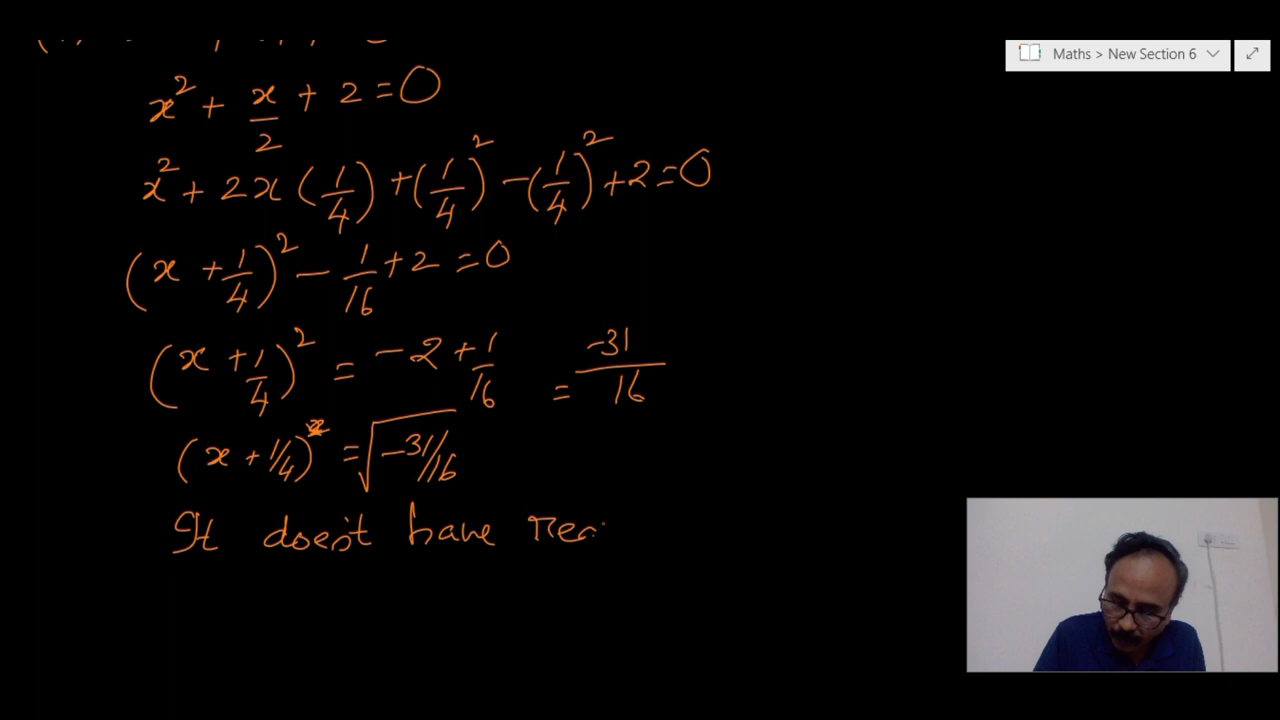 Maths > New Section 6
x² + x/2 + 2 = 0
x² + 2x(1/4) + (1/4)² - (1/4)² + 2 = 0
(x + 1/4)² - 1/16 + 2 = 0
(x + 1/4)² = -2 + 1/16 = -31/16
(x + 1/4) = √-31/16
It does't have rea